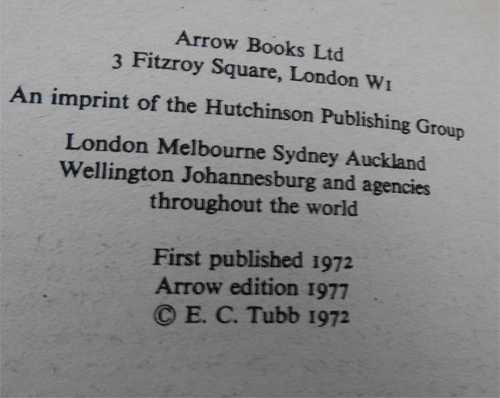 Arrow Books Ltd
3 Fitzroy Square, London W1
An imprint of the Hutchinson Publishing Group
London Melbourne Sydney Auckland
Wellington Johannesburg and agencies
throughout the world
First published 1972
Arrow edition 1977
© E. C. Tubb 1972